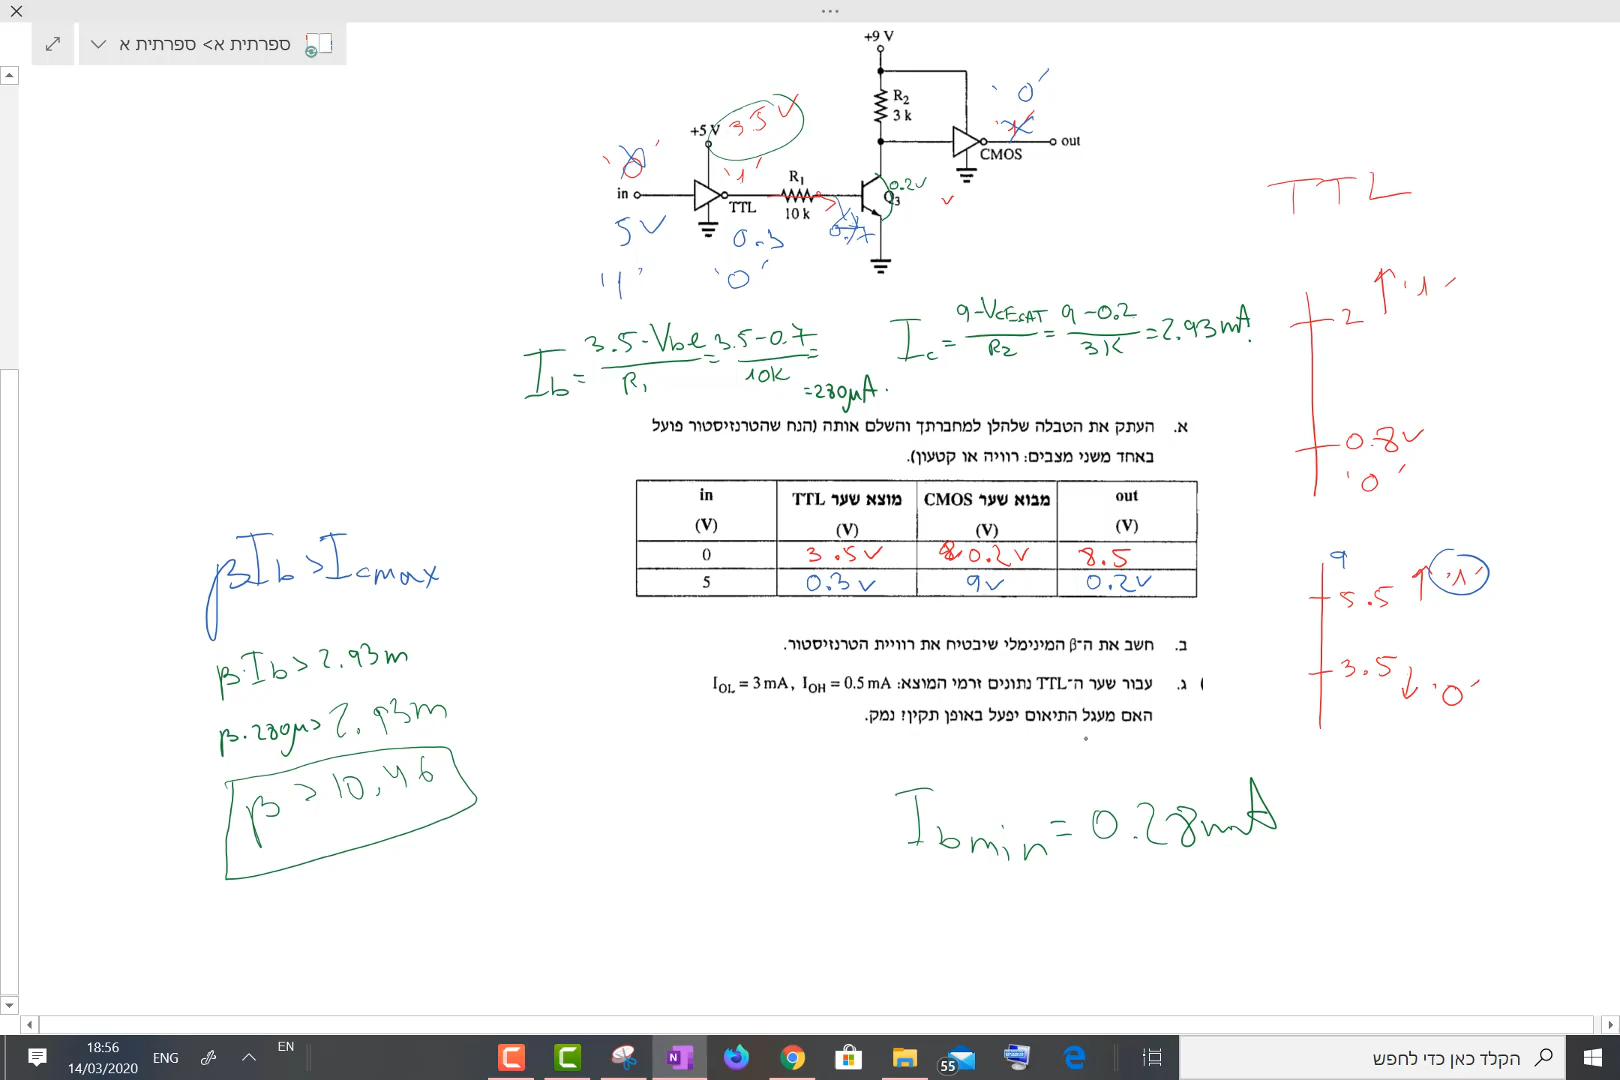 ספרתית א> ספרתית א
+9 V
R2
3 k
'0'
'1'
out
CMOS
+5 V
3.5V
'0'
'1'
R1
in
TTL
10 k
0.2V
Q3
v
5V
0.3
0.7
'1'
'0'
TTL
2
'1'
0.8V
'0'
Ib = 3.5-Vbe / R1 = 3.5-0.7 / 10K = =280μA.
Ic = 9-VCESAT / R2 = 9-0.2 / 3K = 2.93mA.
א. העתק את הטבלה שלהלן למחברתך והשלם אותה (הנח שהטרנזיסטור פועל
באחד משני מצבים: רוויה או קטעון).
in (V) מוצא שער TTL (V) מבוא שער CMOS (V) out (V)
0 3.5V 0.2V 8.5
5 0.3V 9V 0.2V
9
5.5 '1'
3.5 '0'
βIb > Icmax
β·Ib > 2.93m
β·280μ > 2.93m
β > 10,46
ב. חשב את ה־β המינימלי שיבטיח את רוויית הטרנזיסטור.
ג. עבור שער ה־TTL נתונים זרמי המוצא: IOL = 3 mA, IOH = 0.5 mA
האם מעגל התיאום יפעל באופן תקין? נמק.
Ibmin = 0.28mA
18:56
14/03/2020
ENG
EN
55
הקלד כאן כדי לחפש